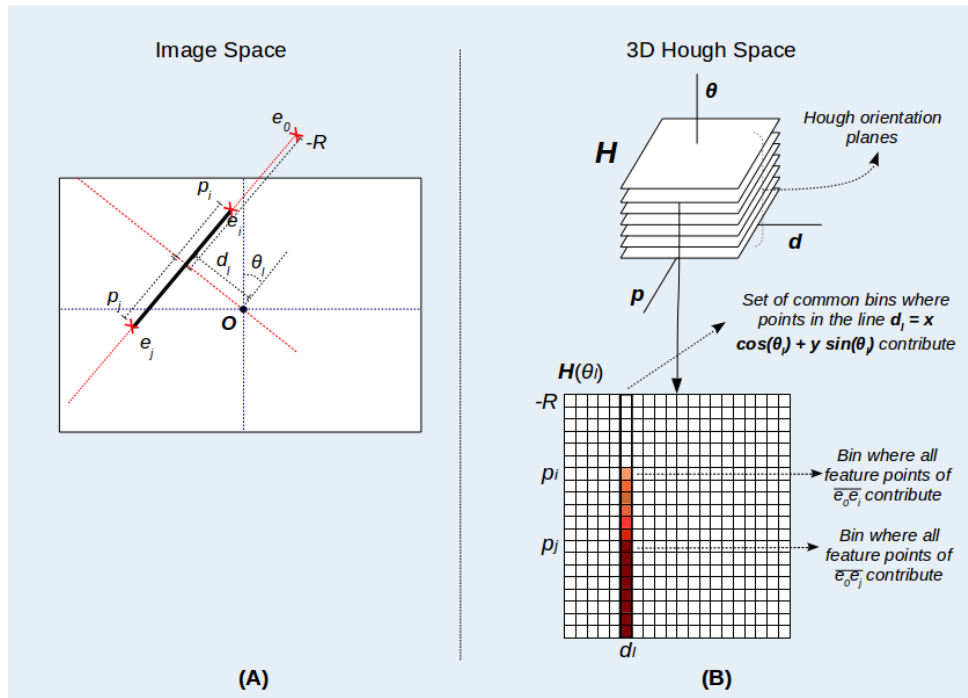 Image Space
e₀
-R
pᵢ
eᵢ
dₗ
θₗ
pⱼ
O
eⱼ
(A)
3D Hough Space
θ
H
Hough orientation
planes
d
p
Set of common bins where
points in the line dₗ = x
cos(θₗ) + y sin(θₗ) contribute
H(θₗ)
-R
pᵢ
Bin where all
feature points of
e₀eᵢ contribute
pⱼ
Bin where all
feature points of
e₀eⱼ contribute
dₗ
(B)